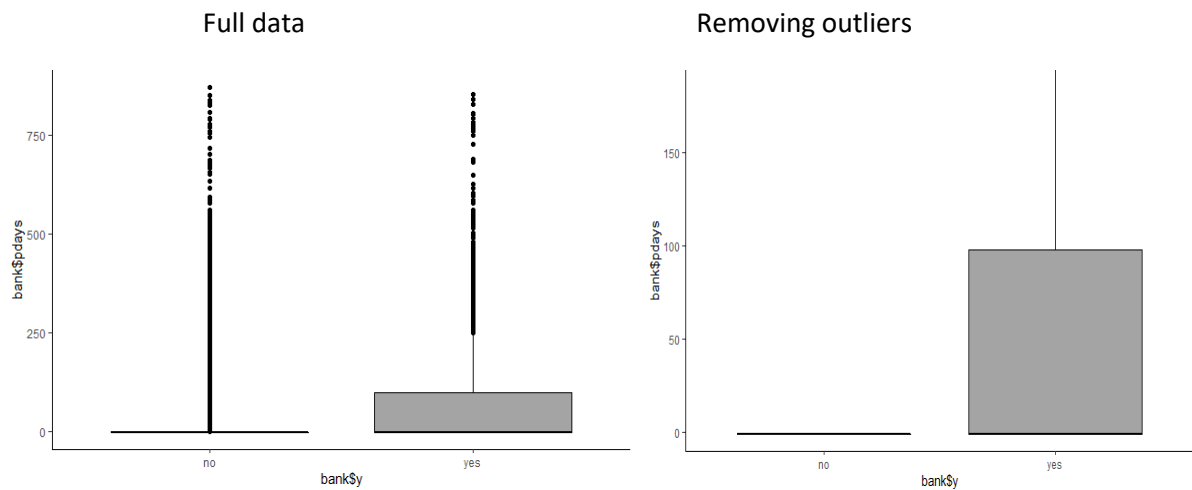 Full data
Removing outliers
bank$pdays
750
500
250
0
no
yes
bank$y
bank$pdays
150
100
50
0
no
yes
bank$y